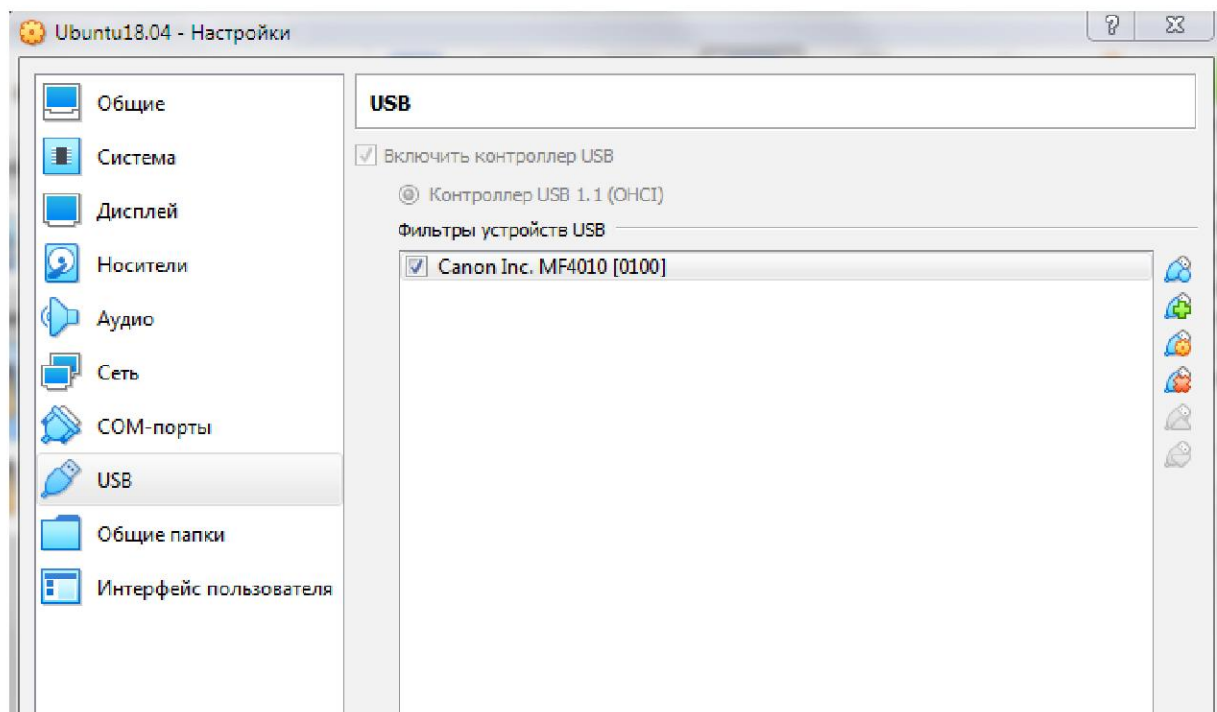 Ubuntu18.04 - Настройки
Общие
Система
Дисплей
Носители
Аудио
Сеть
COM-порты
USB
Общие папки
Интерфейс пользователя
USB
Включить контроллер USB
Контроллер USB 1.1 (OHCI)
Фильтры устройств USB
Canon Inc. MF4010 [0100]